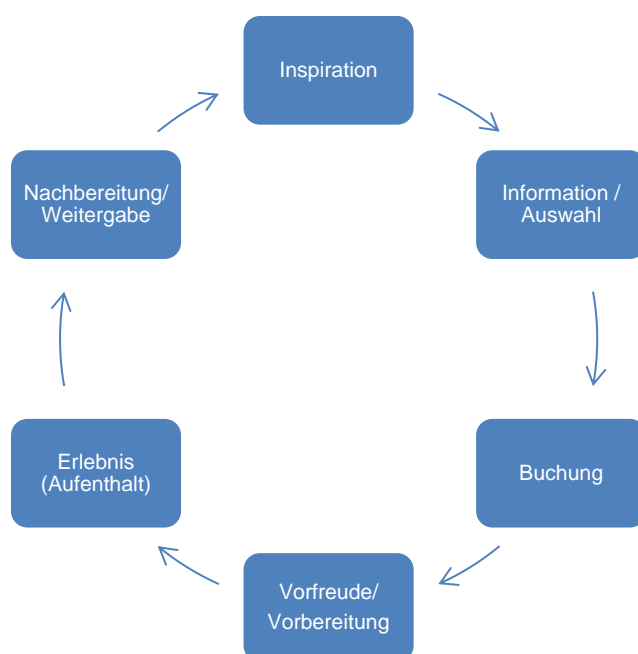 Inspiration
Information /
Auswahl
Buchung
Vorfreude/
Vorbereitung
Erlebnis
(Aufenthalt)
Nachbereitung/
Weitergabe